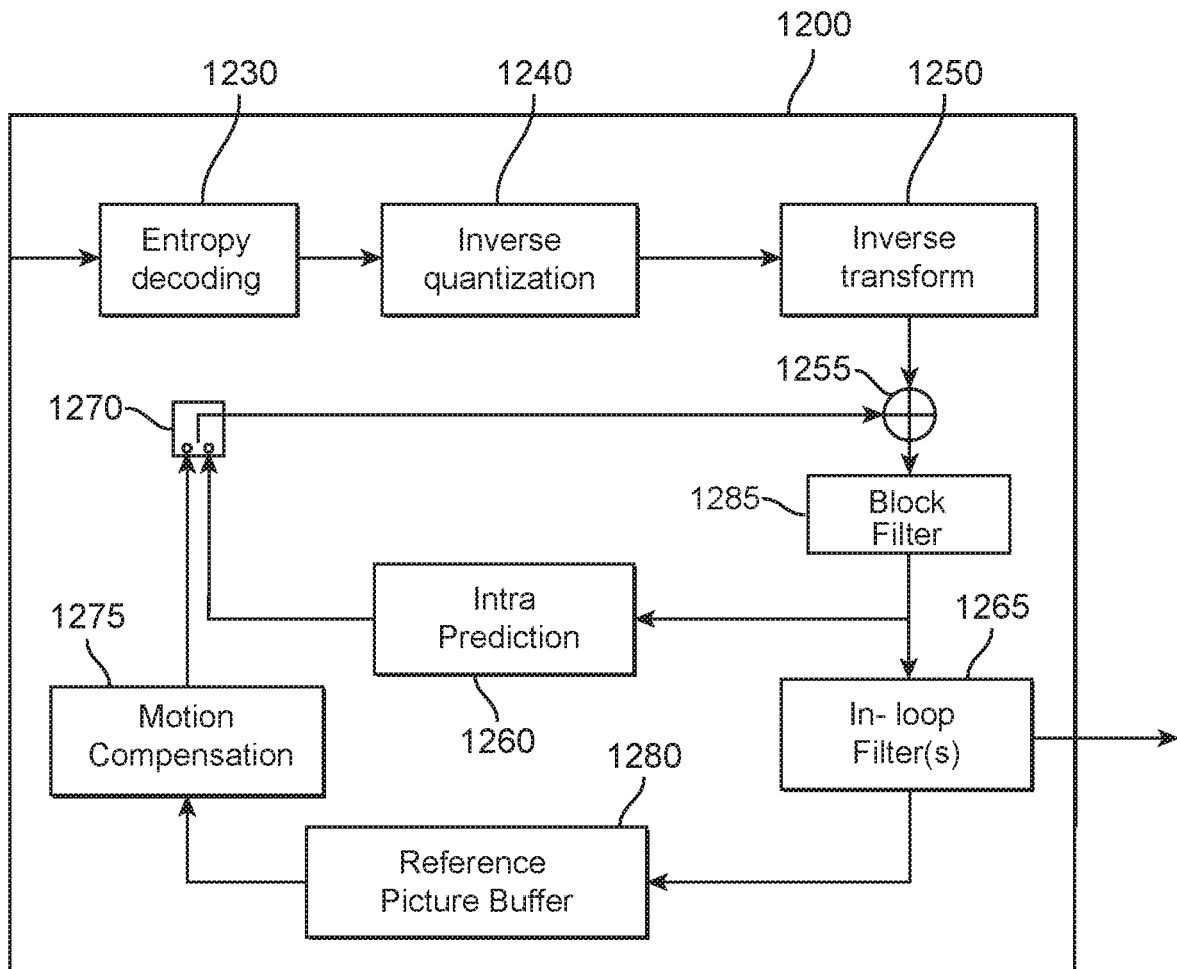 1200
1230
1240
1250
Entropy
decoding
Inverse
quantization
Inverse
transform
1255
1270
1285
Block
Filter
Intra
Prediction
1260
1265
1275
Motion
Compensation
In- loop
Filter(s)
1280
Reference
Picture Buffer